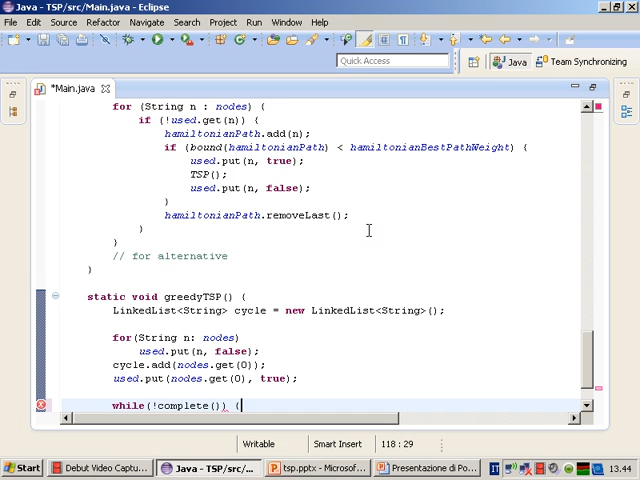 Java - TSP/src/Main.java - Eclipse
File Edit Source Refactor Navigate Search Project Run Window Help
Quick Access
Java
Team Synchronizing
*Main.java
for (String n : nodes) {
if (!used.get(n)) {
hamiltonianPath.add(n);
if (bound(hamiltonianPath) < hamiltonianBestPathWeight) {
used.put(n, true);
TSP();
used.put(n, false);
}
hamiltonianPath.removeLast();
}
}
// for alternative
}
static void greedyTSP() {
LinkedList<String> cycle = new LinkedList<String>();
for(String n: nodes)
used.put(n, false);
cycle.add(nodes.get(0));
used.put(nodes.get(0), true);
while(!complete()) {
Writable
Smart Insert
118 : 29
Start
Debut Video Captu...
Java - TSP/src/...
tsp.pptx - Microsof...
Presentazione di Po...
IT
13.44